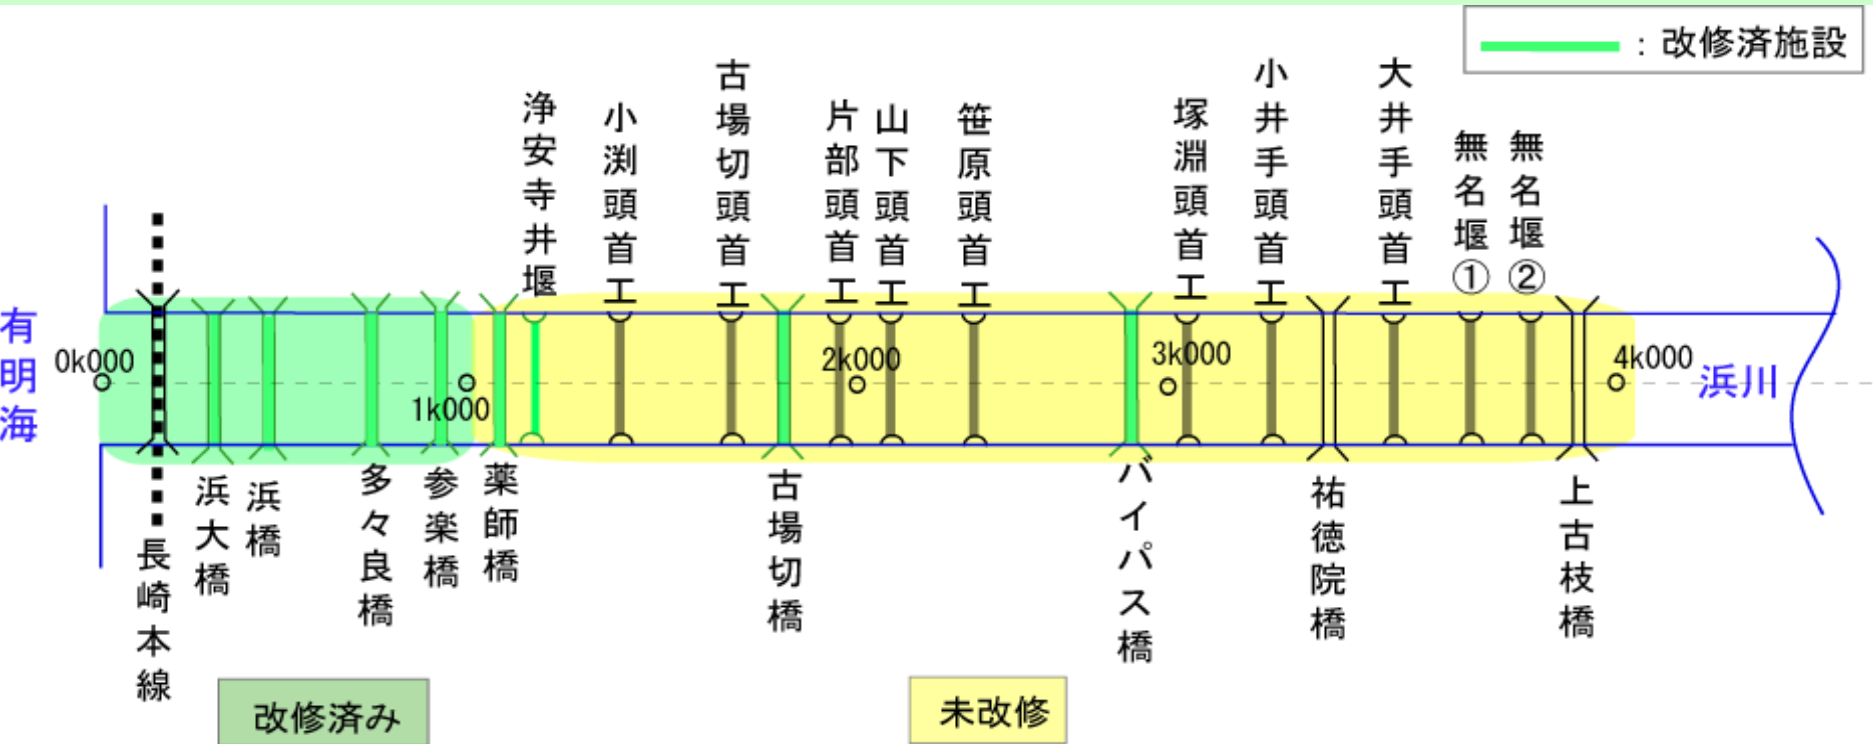 ：改修済施設
浄安寺井堰
小渕頭首工
古場切頭首工
片部頭首工
山下頭首工
笹原頭首工
塚淵頭首工
小井手頭首工
大井手頭首工
無名堰①
無名堰②
有明海
0k000
1k000
2k000
3k000
4k000
浜川
長崎本線
浜大橋
浜橋
多々良橋
参楽橋
薬師橋
古場切橋
バイパス橋
祐徳院橋
上古枝橋
改修済み
未改修